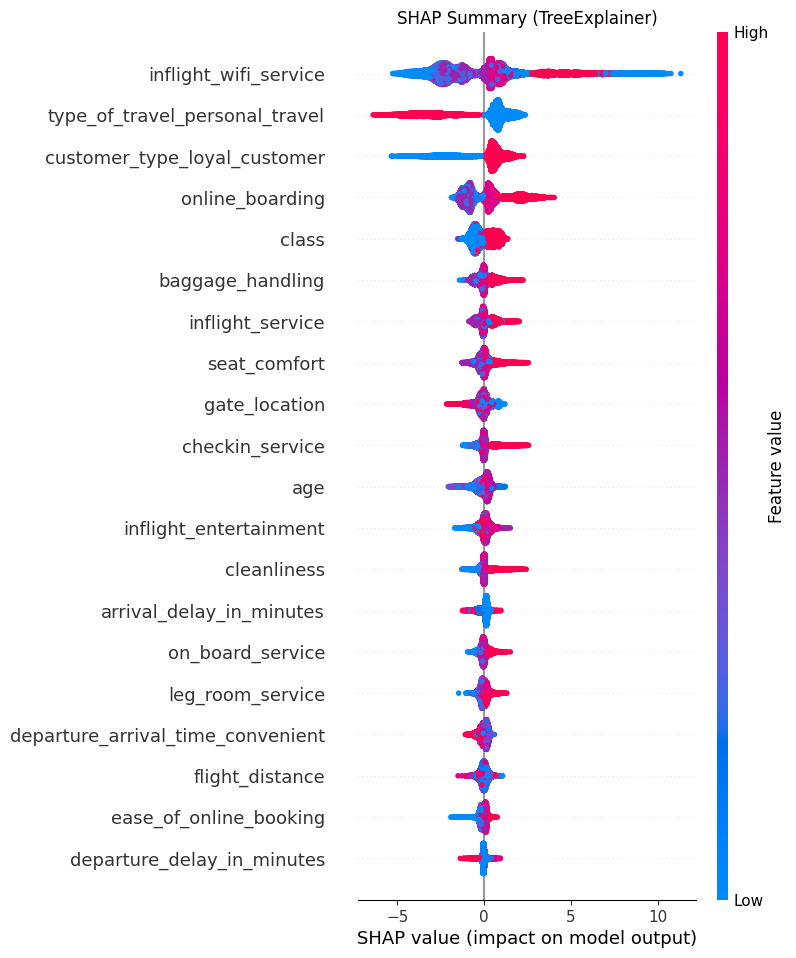 SHAP Summary (TreeExplainer)
High
inflight_wifi_service
type_of_travel_personal_travel
customer_type_loyal_customer
online_boarding
class
baggage_handling
inflight_service
seat_comfort
gate_location
checkin_service
age
inflight_entertainment
cleanliness
arrival_delay_in_minutes
on_board_service
leg_room_service
departure_arrival_time_convenient
flight_distance
ease_of_online_booking
departure_delay_in_minutes
Feature value
Low
−5 0 5 10
SHAP value (impact on model output)